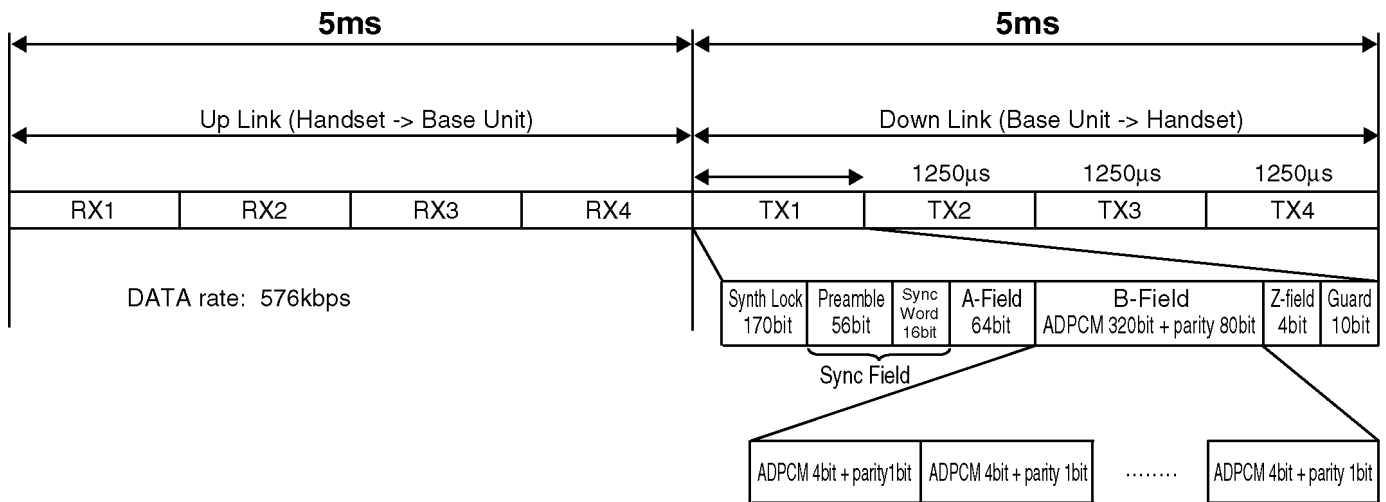 5ms 5ms
Up Link (Handset -> Base Unit) Down Link (Base Unit -> Handset)
1250μs 1250μs 1250μs
RX1 RX2 RX3 RX4 TX1 TX2 TX3 TX4
DATA rate: 576kbps
Synth Lock
170bit
Preamble
56bit
Sync
Word
16bit
A-Field
64bit
B-Field
ADPCM 320bit + parity 80bit
Z-field
4bit
Guard
10bit
Sync Field
ADPCM 4bit + parity1bit ADPCM 4bit + parity 1bit ........ ADPCM 4bit + parity 1bit